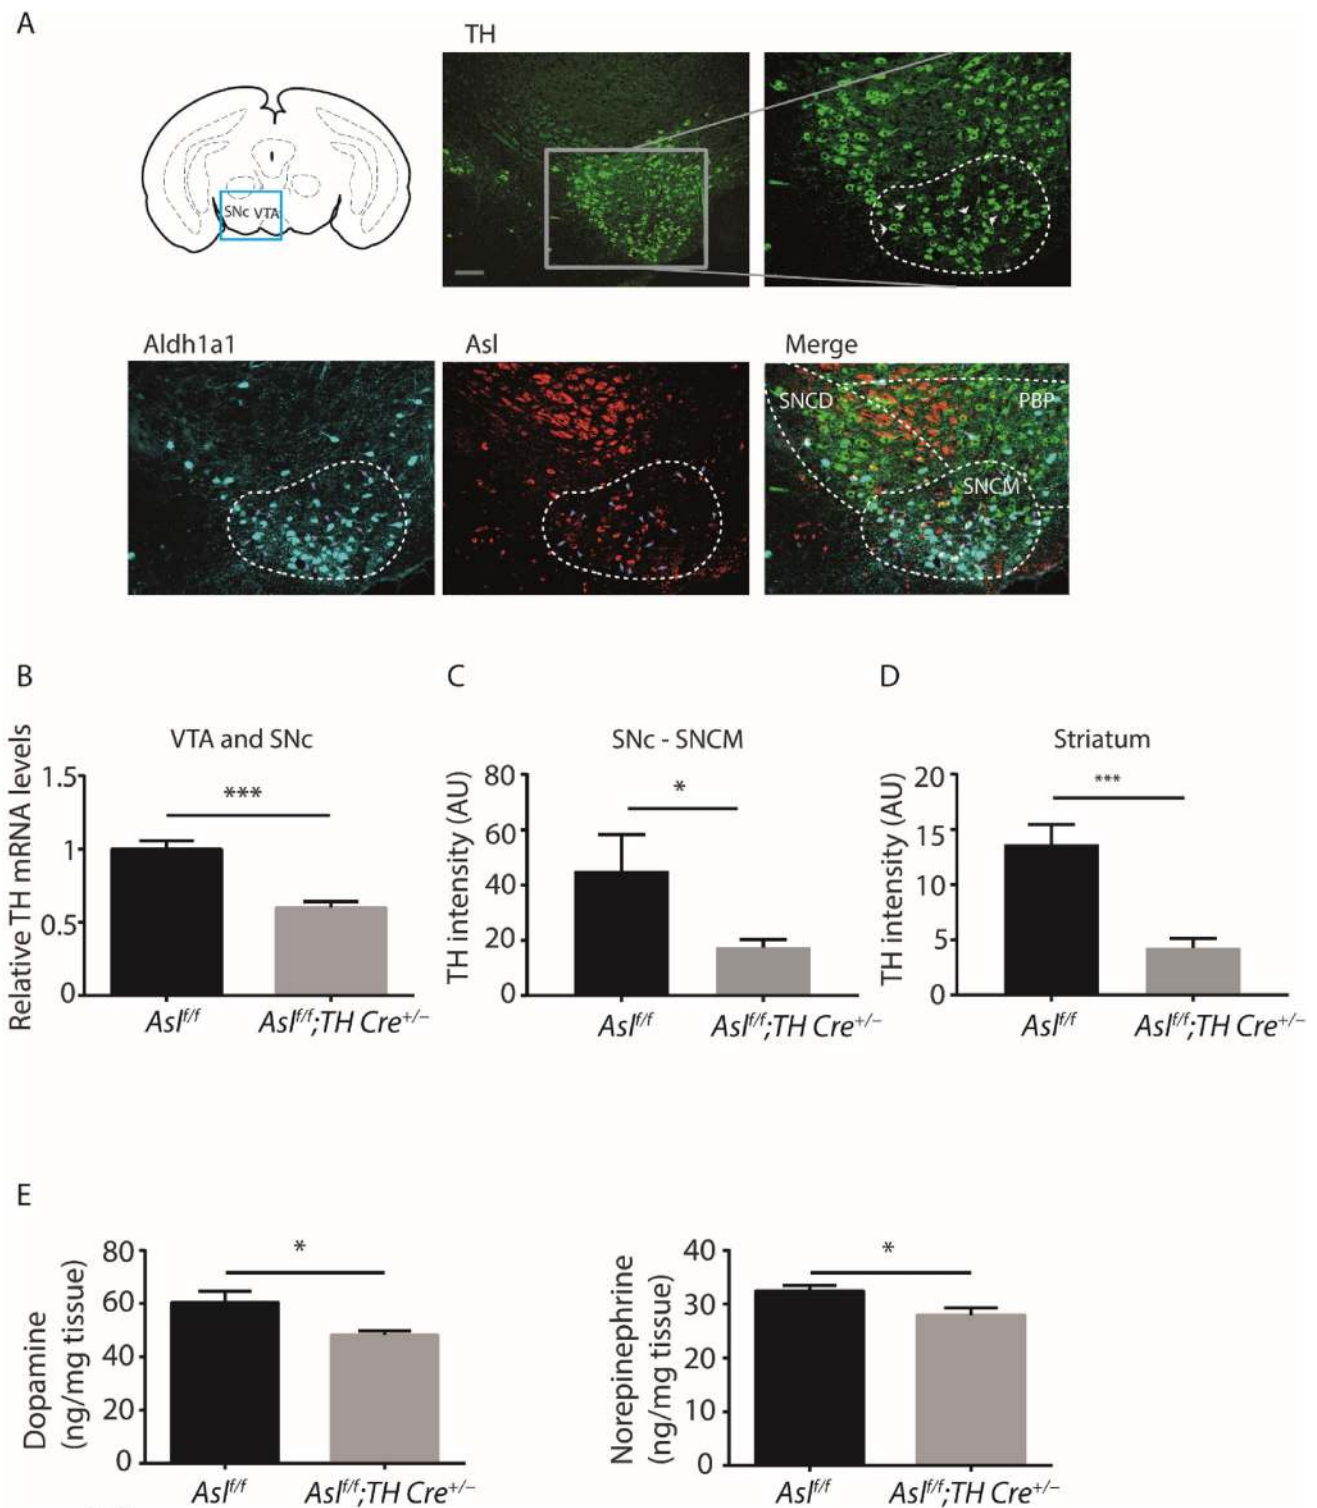 A
TH
SNc VTA
Aldh1a1
Asl
Merge
SNCD
PBP
SNCM
B
C
D
VTA and SNc
SNc - SNCM
Striatum
Relative TH mRNA levels
1.5
1
0.5
0
***
Asl^f/f
Asl^f/f;TH Cre^+/–
TH intensity (AU)
80
60
40
20
0
*
Asl^f/f
Asl^f/f;TH Cre^+/–
TH intensity (AU)
20
15
10
5
0
***
Asl^f/f
Asl^f/f;TH Cre^+/–
E
Dopamine
(ng/mg tissue)
80
60
40
20
0
*
Asl^f/f
Asl^f/f;TH Cre^+/–
Norepinephrine
(ng/mg tissue)
40
30
20
10
0
*
Asl^f/f
Asl^f/f;TH Cre^+/–